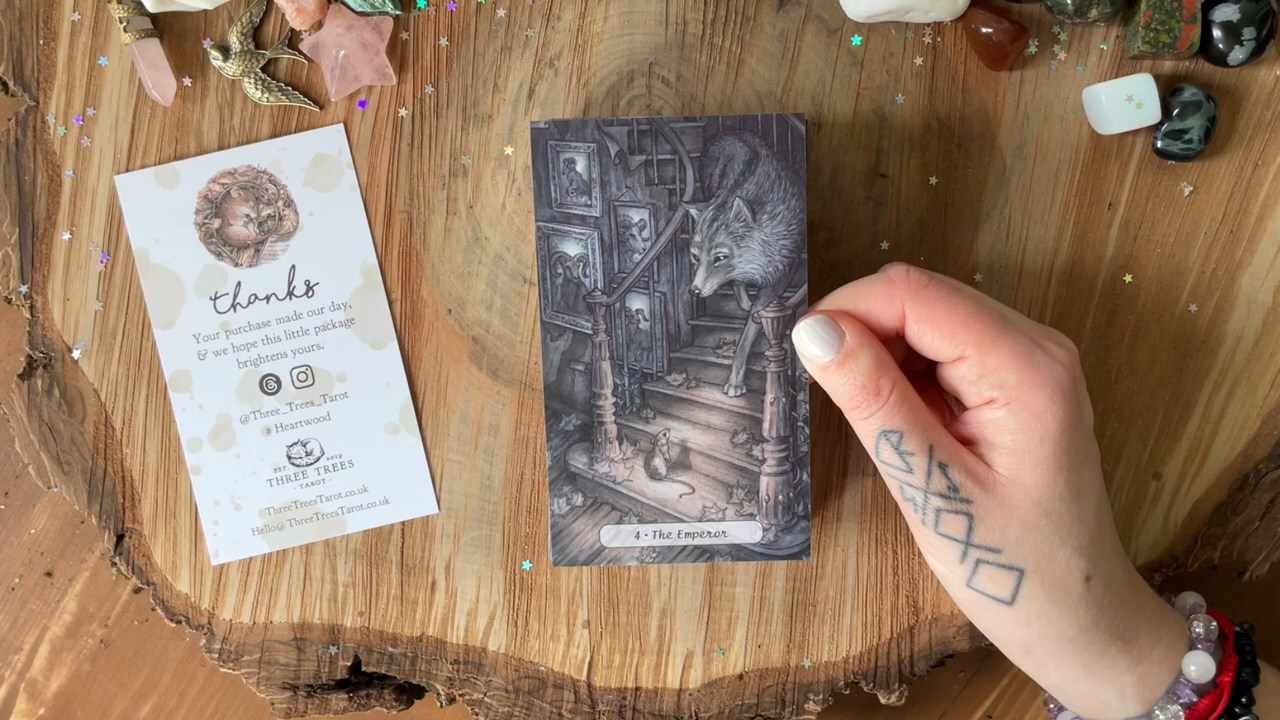 thanks
Your purchase made our day,
& we hope this little package
brightens yours.
@Three_Trees_Tarot
# Heartwood
EST 2019
THREE TREES
· TAROT ·
ThreeTreesTarot.co.uk
Hello@ThreeTreesTarot.co.uk
4 • The Emperor